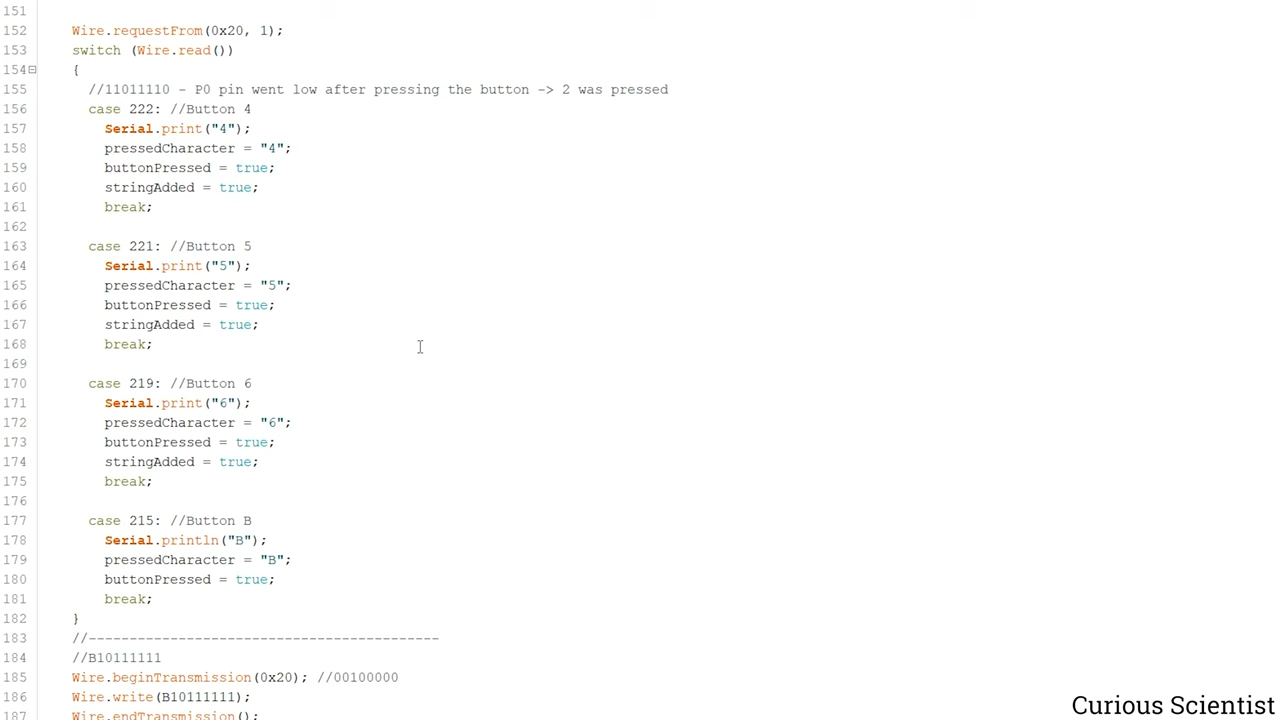 151
152 Wire.requestFrom(0x20, 1);
153 switch (Wire.read())
154 {
155 //11011110 - P0 pin went low after pressing the button -> 2 was pressed
156 case 222: //Button 4
157 Serial.print("4");
158 pressedCharacter = "4";
159 buttonPressed = true;
160 stringAdded = true;
161 break;
162
163 case 221: //Button 5
164 Serial.print("5");
165 pressedCharacter = "5";
166 buttonPressed = true;
167 stringAdded = true;
168 break;
169
170 case 219: //Button 6
171 Serial.print("6");
172 pressedCharacter = "6";
173 buttonPressed = true;
174 stringAdded = true;
175 break;
176
177 case 215: //Button B
178 Serial.println("B");
179 pressedCharacter = "B";
180 buttonPressed = true;
181 break;
182 }
183 //-------------------------------------------
184 //B10111111
185 Wire.beginTransmission(0x20); //00100000
186 Wire.write(B10111111);
187 Wire.endTransmission();
Curious Scientist